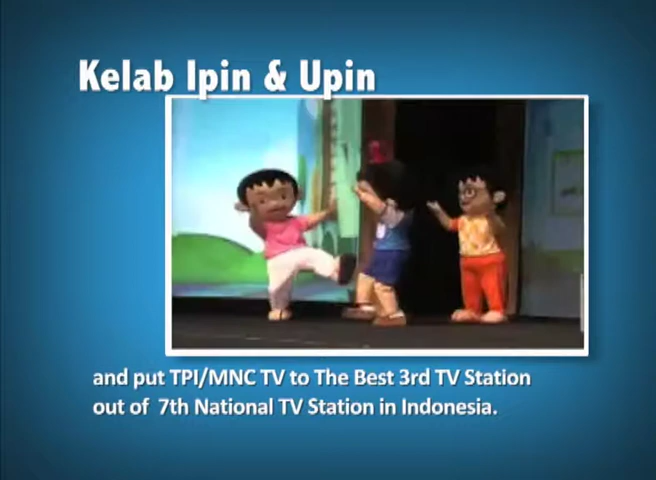 Kelab Ipin & Upin
and put TPI/MNC TV to The Best 3rd TV Station
out of 7th National TV Station in Indonesia.